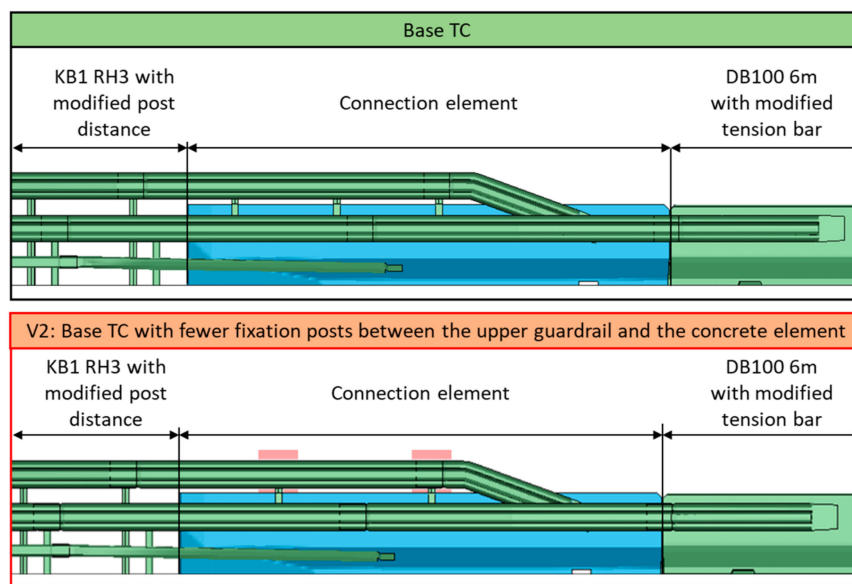 Base TC
KB1 RH3 with
modified post
distance
Connection element
DB100 6m
with modified
tension bar
V2: Base TC with fewer fixation posts between the upper guardrail and the concrete element
KB1 RH3 with
modified post
distance
Connection element
DB100 6m
with modified
tension bar